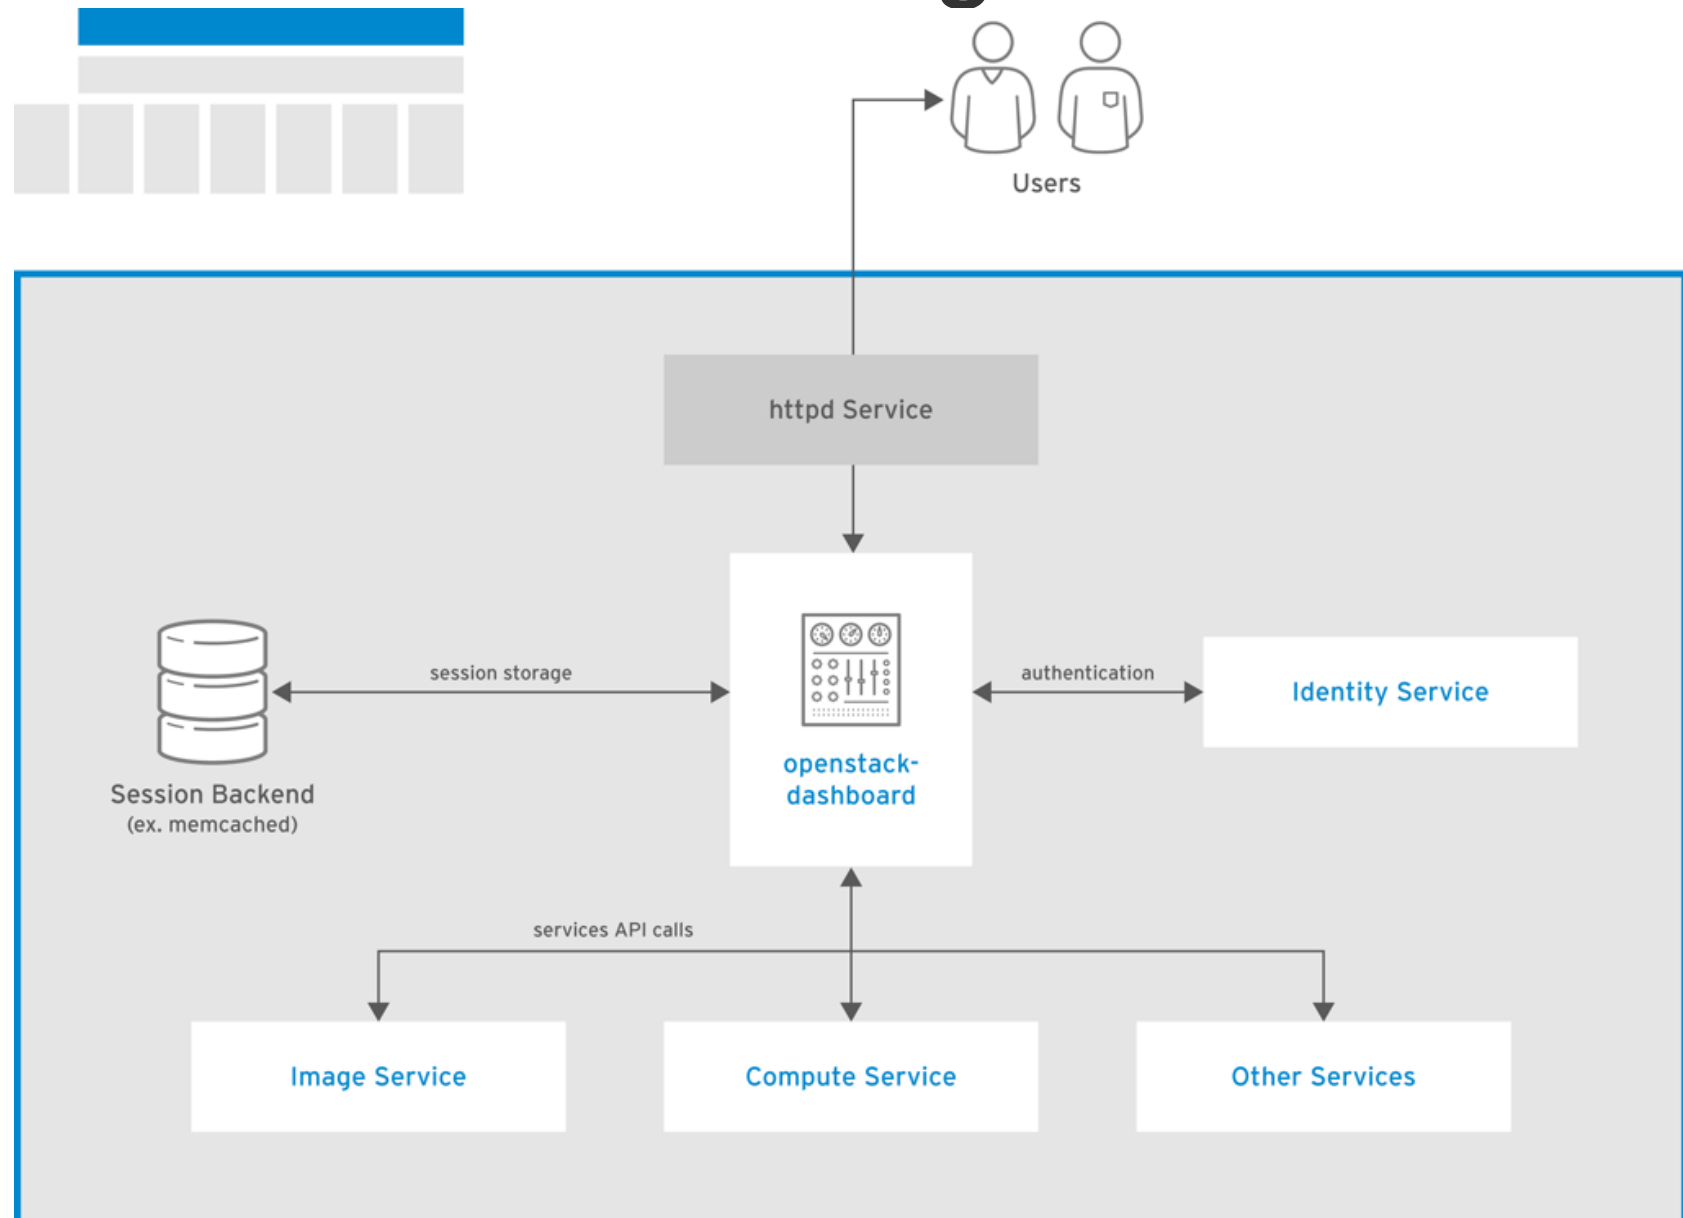 Users
httpd Service
session storage
authentication
Identity Service
openstack-
dashboard
Session Backend
(ex. memcached)
services API calls
Image Service
Compute Service
Other Services